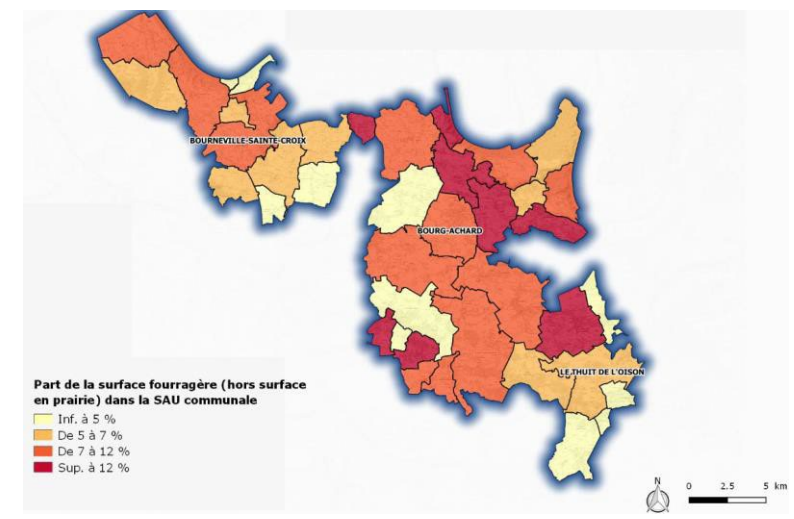 BOURNEVILLE-SAINTE-CROIX
BOURG-ACHARD
LE THUIT DE L'OISON
Part de la surface fourragère (hors surface
en prairie) dans la SAU communale
Inf. à 5 %
De 5 à 7 %
De 7 à 12 %
Sup. à 12 %
N
0 2.5 5 km